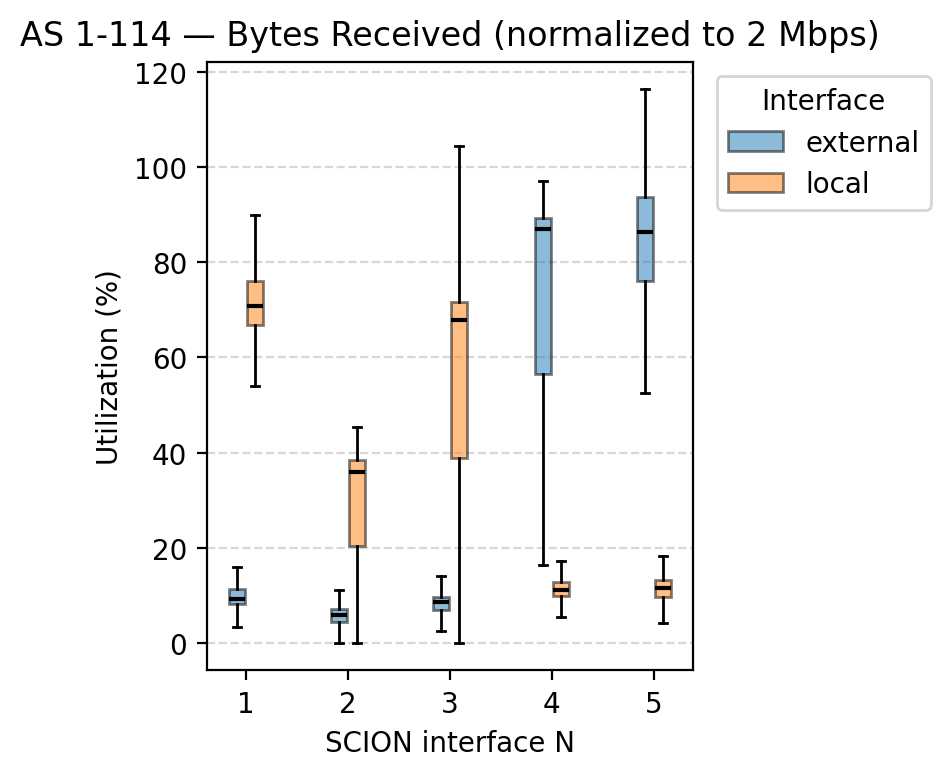 AS 1-114 — Bytes Received (normalized to 2 Mbps)
120
100
80
60
40
20
0
Utilization (%)
1 2 3 4 5
SCION interface N
Interface
external
local